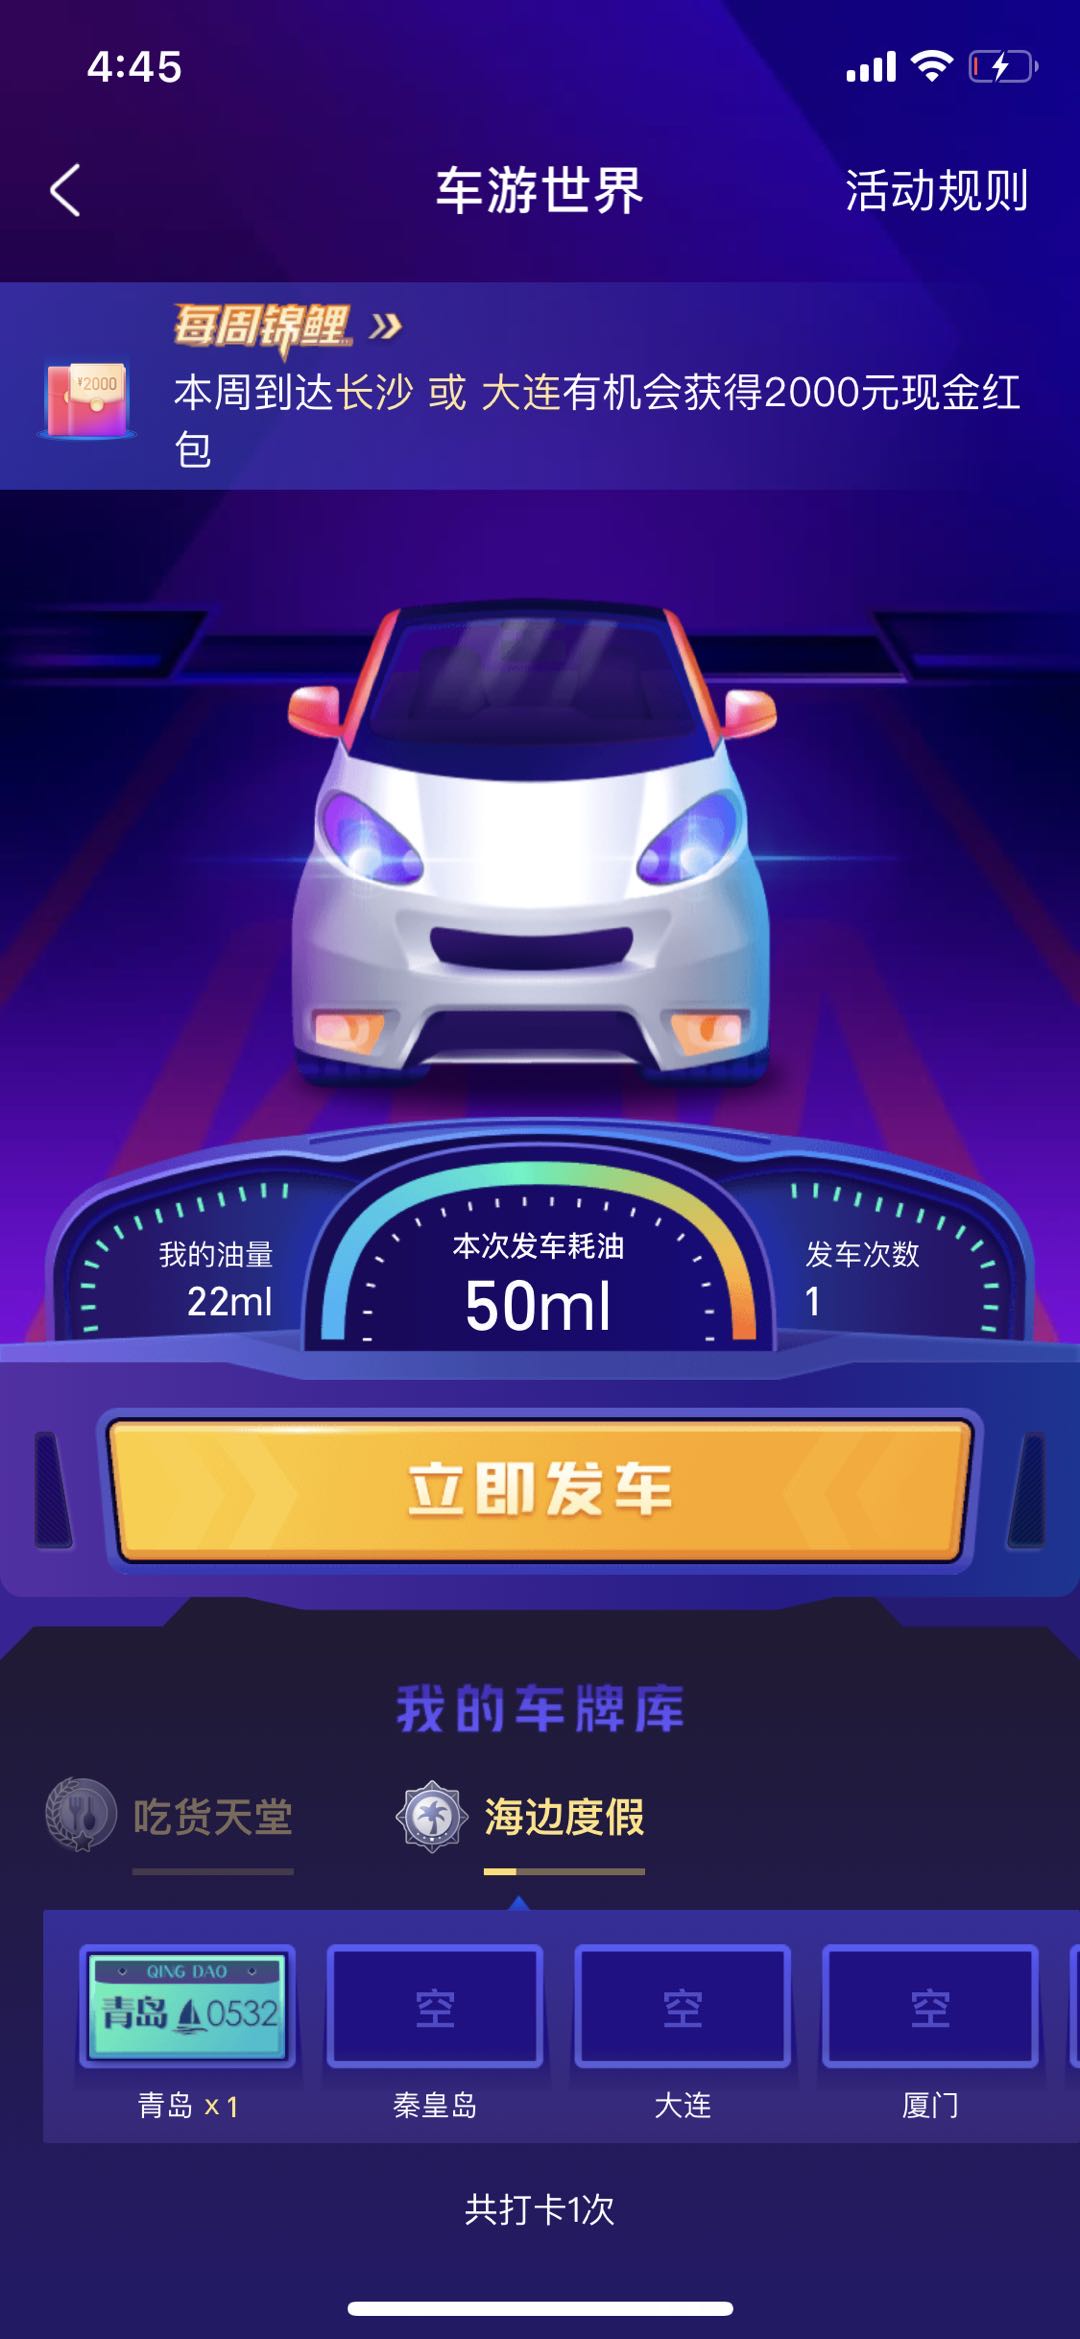 4:45
车游世界
活动规则
每周锦鲤
¥2000
本周到达长沙 或 大连有机会获得2000元现金红
包
我的油量
22ml
本次发车耗油
50ml
发车次数
1
立即发车
我的车牌库
吃货天堂
海边度假
QING DAO
青岛 0532
空
空
空
青岛 x1
秦皇岛
大连
厦门
共打卡1次